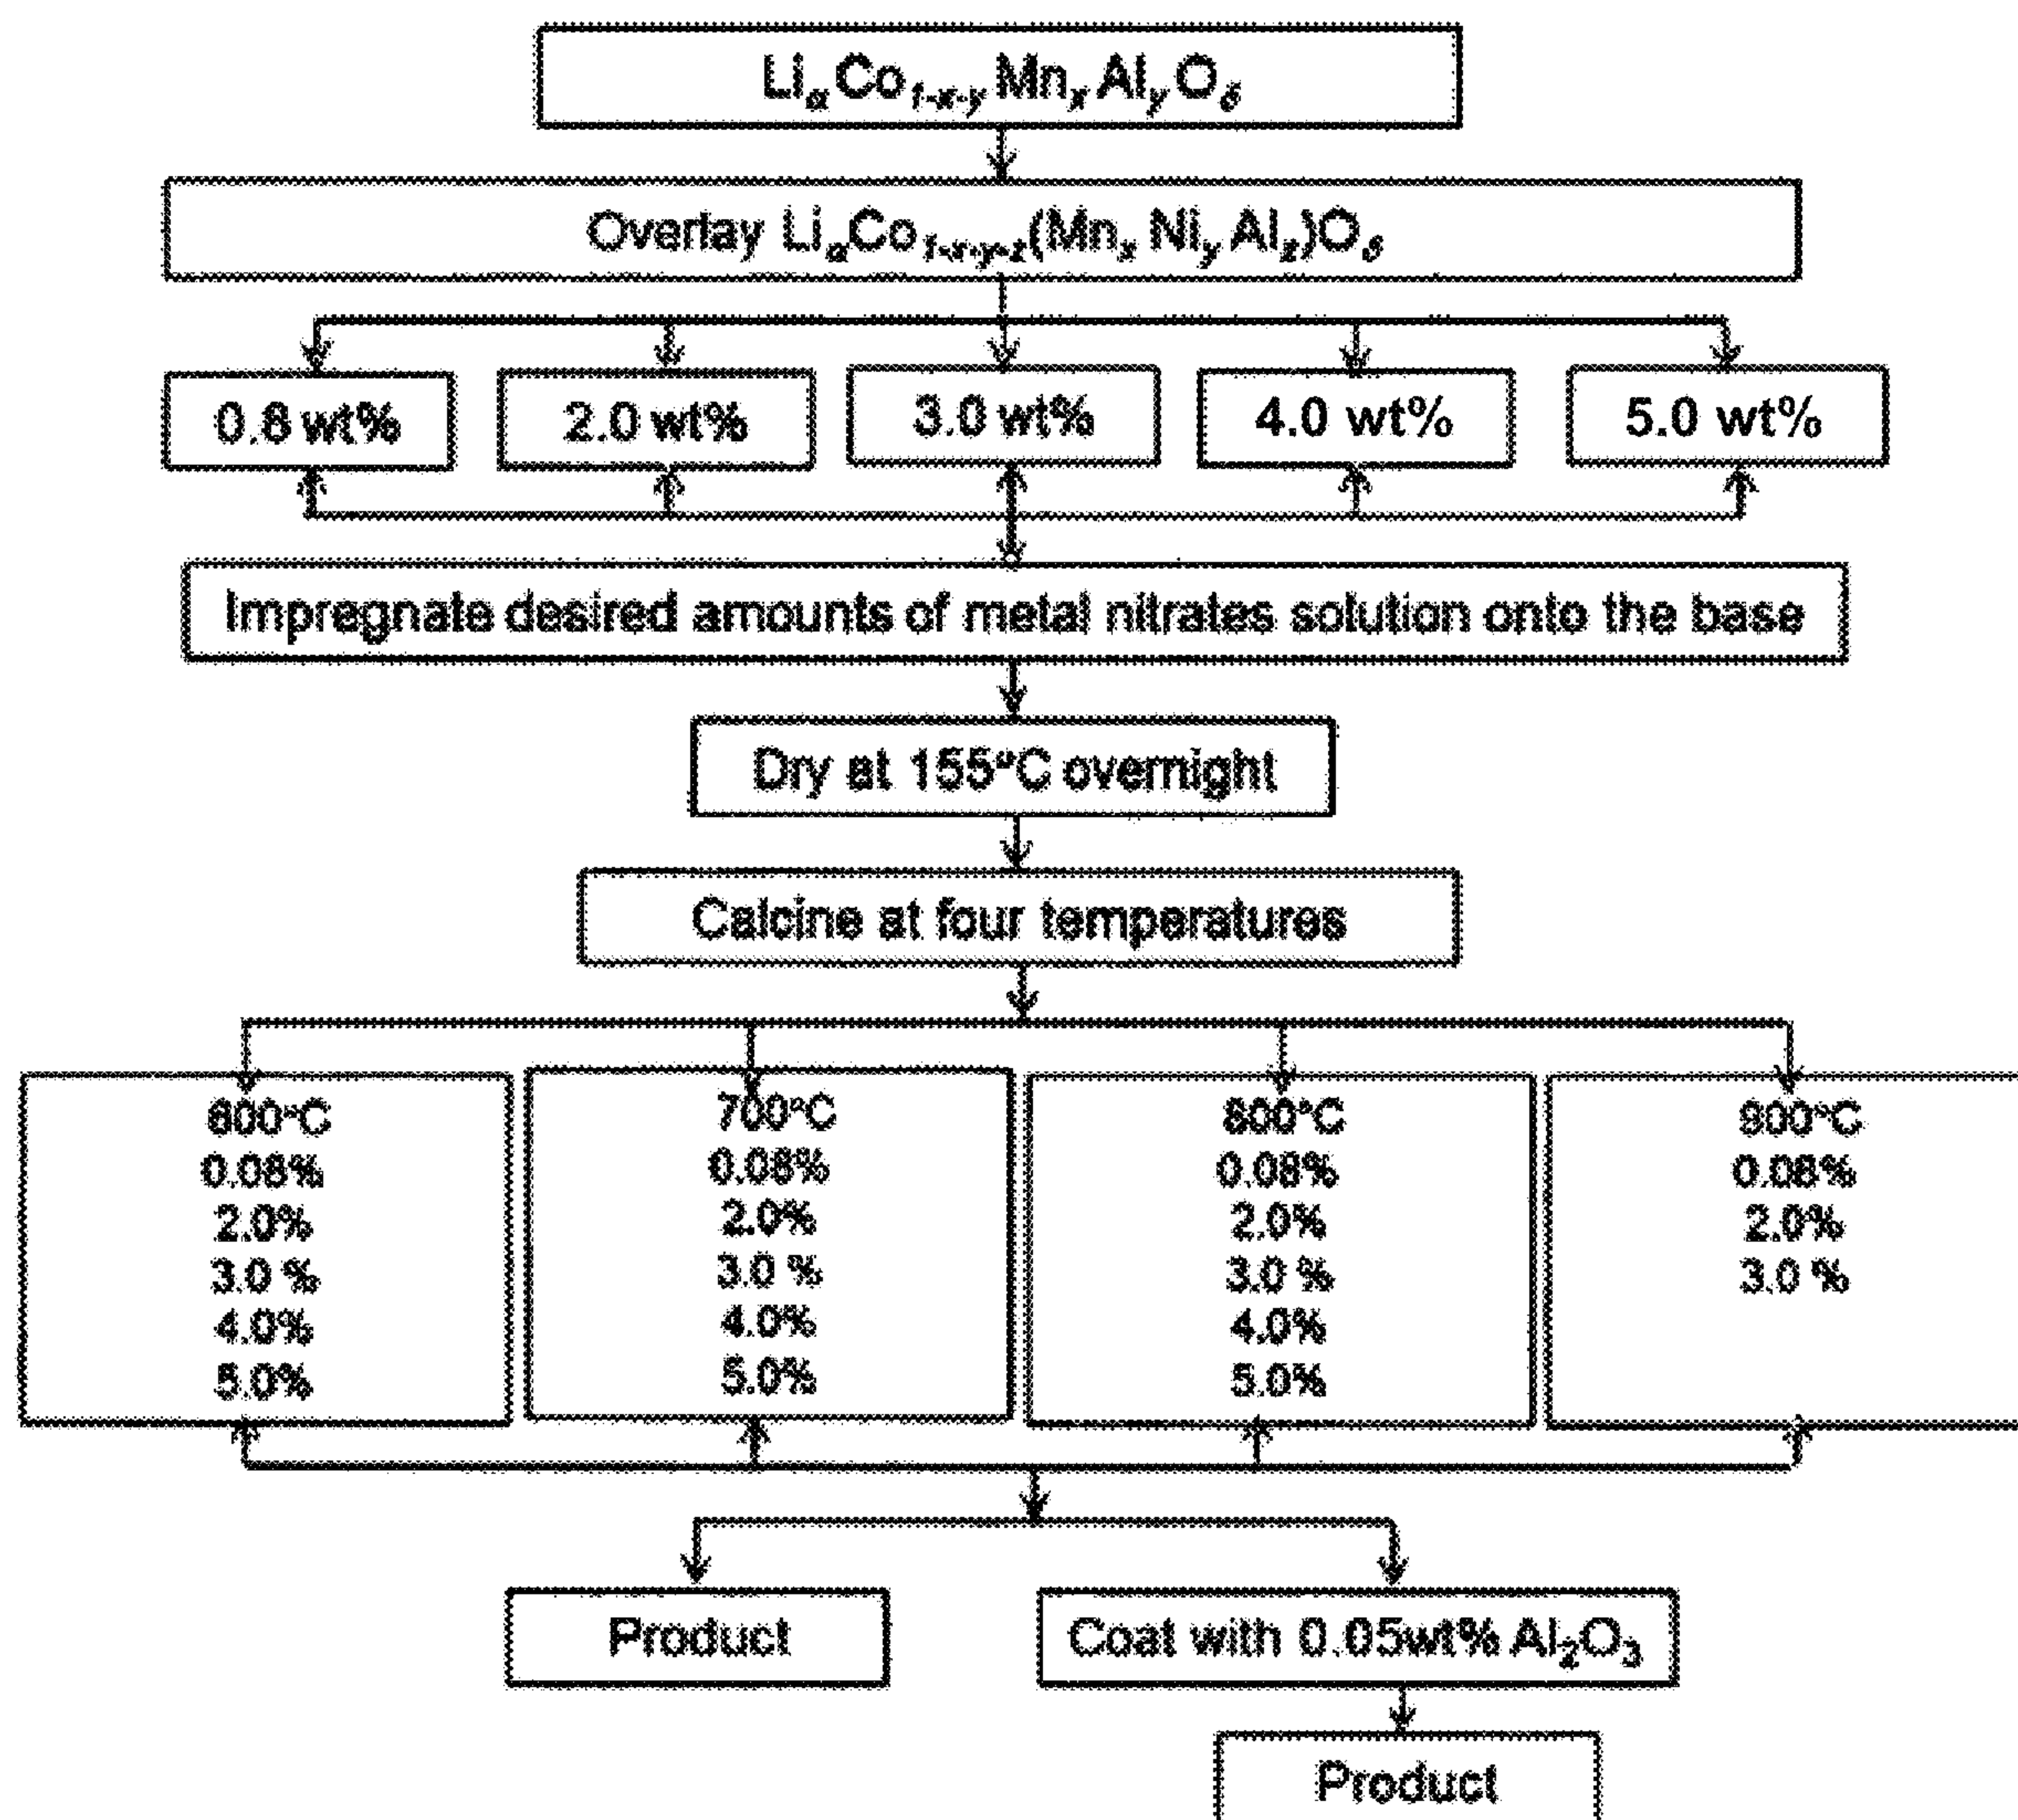 LiαCo1-x-yMnxAlyOδ
Overlay LiαCo1-x-y-z(MnxNiyAlz)Oδ
0.8 wt%
2.0 wt%
3.0 wt%
4.0 wt%
5.0 wt%
Impregnate desired amounts of metal nitrates solution onto the base
Dry at 155°C overnight
Calcine at four temperatures
600°C
0.08%
2.0%
3.0 %
4.0%
5.0%
700°C
0.08%
2.0%
3.0 %
4.0%
5.0%
800°C
0.08%
2.0%
3.0 %
4.0%
5.0%
900°C
0.08%
2.0%
3.0 %
Product
Coat with 0.05wt% Al₂O₃
Product